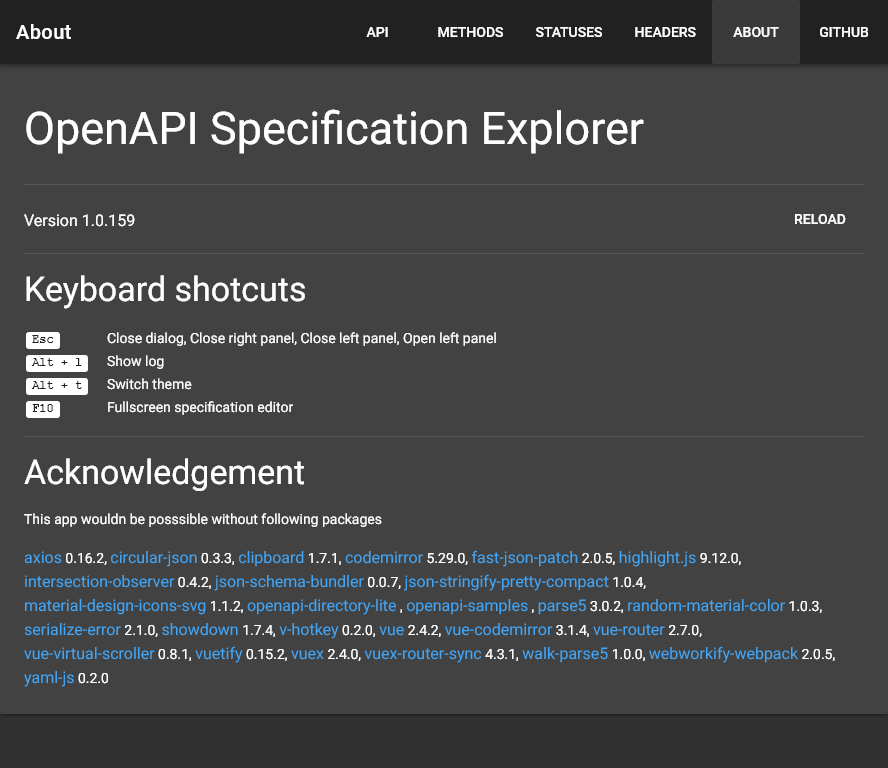 About API METHODS STATUSES HEADERS ABOUT GITHUB
OpenAPI Specification Explorer
Version 1.0.159 RELOAD
Keyboard shotcuts
Esc Close dialog, Close right panel, Close left panel, Open left panel
Alt + l Show log
Alt + t Switch theme
F10 Fullscreen specification editor
Acknowledgement
This app wouldn be posssible without following packages
axios 0.16.2, circular-json 0.3.3, clipboard 1.7.1, codemirror 5.29.0, fast-json-patch 2.0.5, highlight.js 9.12.0,
intersection-observer 0.4.2, json-schema-bundler 0.0.7, json-stringify-pretty-compact 1.0.4,
material-design-icons-svg 1.1.2, openapi-directory-lite , openapi-samples , parse5 3.0.2, random-material-color 1.0.3,
serialize-error 2.1.0, showdown 1.7.4, v-hotkey 0.2.0, vue 2.4.2, vue-codemirror 3.1.4, vue-router 2.7.0,
vue-virtual-scroller 0.8.1, vuetify 0.15.2, vuex 2.4.0, vuex-router-sync 4.3.1, walk-parse5 1.0.0, webworkify-webpack 2.0.5,
yaml-js 0.2.0